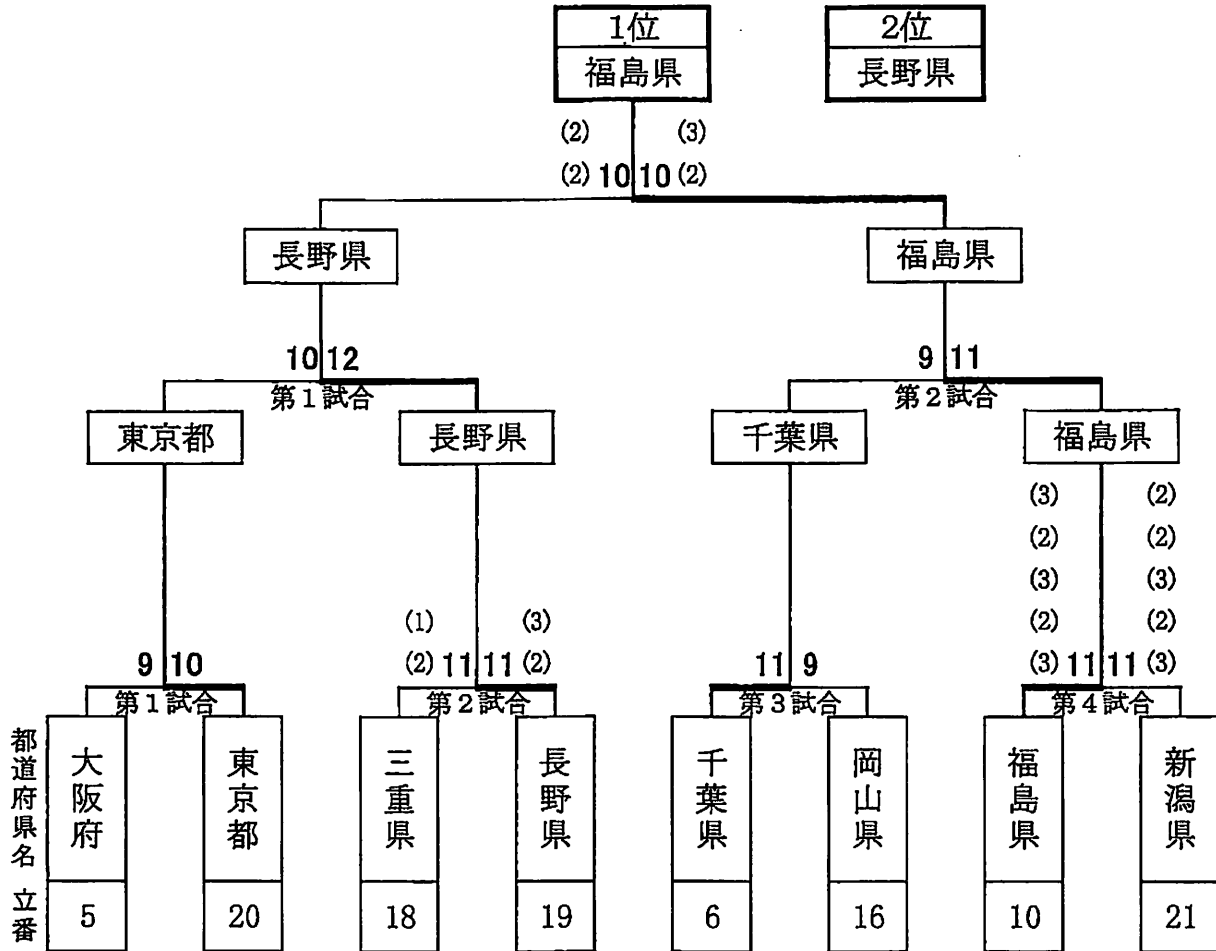 1位 2位
福島県 長野県
(2) (3)
(2) 10 10 (2)
長野県 福島県
10 12 9 11
第1試合 第2試合
東京都 長野県 千葉県 福島県
(3) (2)
(2) (2)
(3) (3)
(1) (3) (2) (2)
9 10 (2) 11 11 (2) 11 9 (3) 11 11 (3)
第1試合 第2試合 第3試合 第4試合
都道府県名 大阪府 東京都 三重県 長野県 千葉県 岡山県 福島県 新潟県
立番 5 20 18 19 6 16 10 21